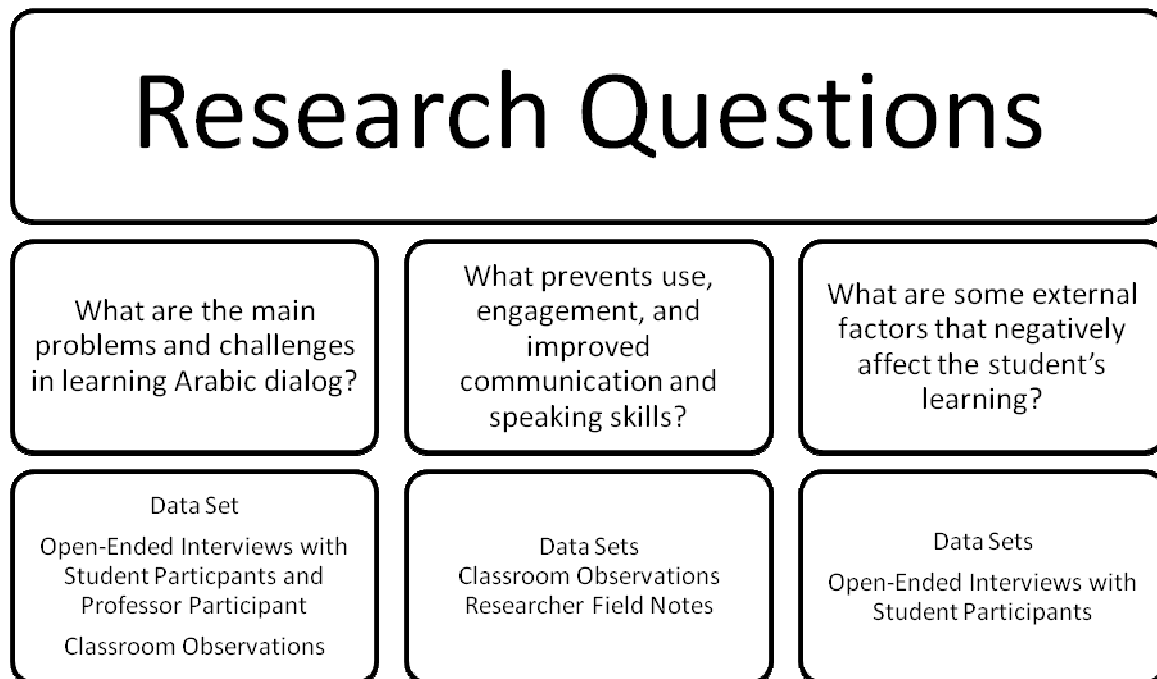 Research Questions
What are the main
problems and challenges
in learning Arabic dialog?
What prevents use,
engagement, and
improved
communication and
speaking skills?
What are some external
factors that negatively
affect the student’s
learning?
Data Set
Open-Ended Interviews with
Student Particpants and
Professor Participant
Classroom Observations
Data Sets
Classroom Observations
Researcher Field Notes
Data Sets
Open-Ended Interviews with
Student Participants